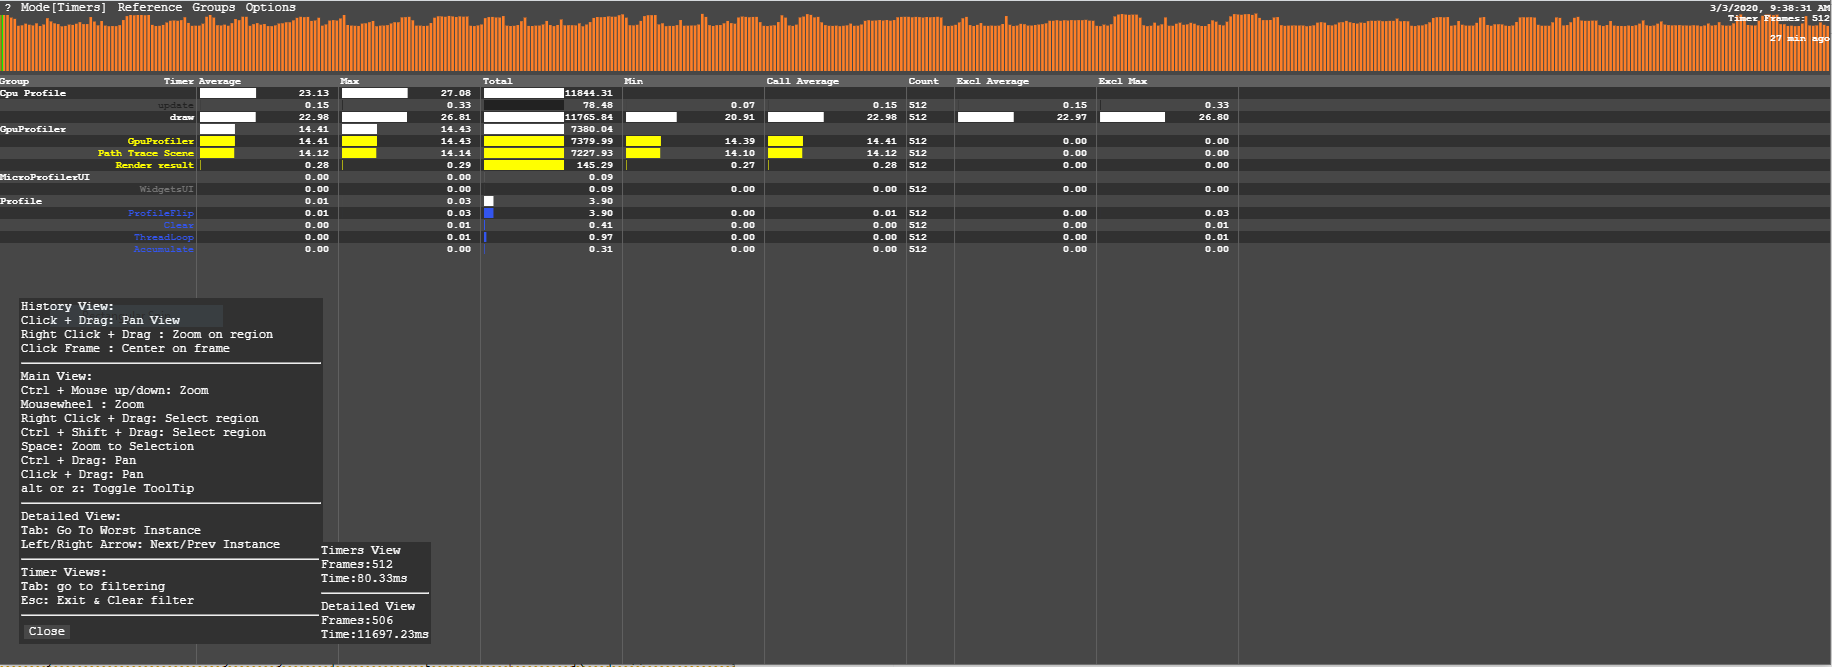 ? Mode[Timers] Reference Groups Options
3/3/2020, 9:38:31 AM
Timer Frames: 512
27 min ago
Group Timer Average Max Total Min Call Average Count Excl Average Excl Max
Cpu Profile 23.13 27.08 11844.31
update 0.15 0.33 78.48 0.07 0.15 512 0.15 0.33
draw 22.98 26.81 11765.84 20.91 22.98 512 22.97 26.80
GpuProfiler 14.41 14.43 7380.04
GpuProfiler 14.41 14.43 7379.99 14.39 14.41 512 0.00 0.00
Path Trace Scene 14.12 14.14 7227.93 14.10 14.12 512 0.00 0.00
Render result 0.28 0.29 145.29 0.27 0.28 512 0.00 0.00
MicroProfilerUI 0.00 0.00 0.09
WidgetsUI 0.00 0.00 0.09 0.00 0.00 512 0.00 0.00
Profile 0.01 0.03 3.90
ProfileFlip 0.01 0.03 3.90 0.00 0.01 512 0.00 0.03
Clear 0.00 0.01 0.41 0.00 0.00 512 0.00 0.01
ThreadLoop 0.00 0.01 0.97 0.00 0.00 512 0.00 0.01
Accumulate 0.00 0.00 0.31 0.00 0.00 512 0.00 0.00
History View:
Click + Drag: Pan View
Right Click + Drag : Zoom on region
Click Frame : Center on frame
Main View:
Ctrl + Mouse up/down: Zoom
Mousewheel : Zoom
Right Click + Drag: Select region
Ctrl + Shift + Drag: Select region
Space: Zoom to Selection
Ctrl + Drag: Pan
Click + Drag: Pan
alt or z: Toggle ToolTip
Detailed View:
Tab: Go To Worst Instance
Left/Right Arrow: Next/Prev Instance
Timer Views:
Tab: go to filtering
Esc: Exit & Clear filter
Close
Timers View
Frames:512
Time:80.33ms
Detailed View
Frames:506
Time:11697.23ms